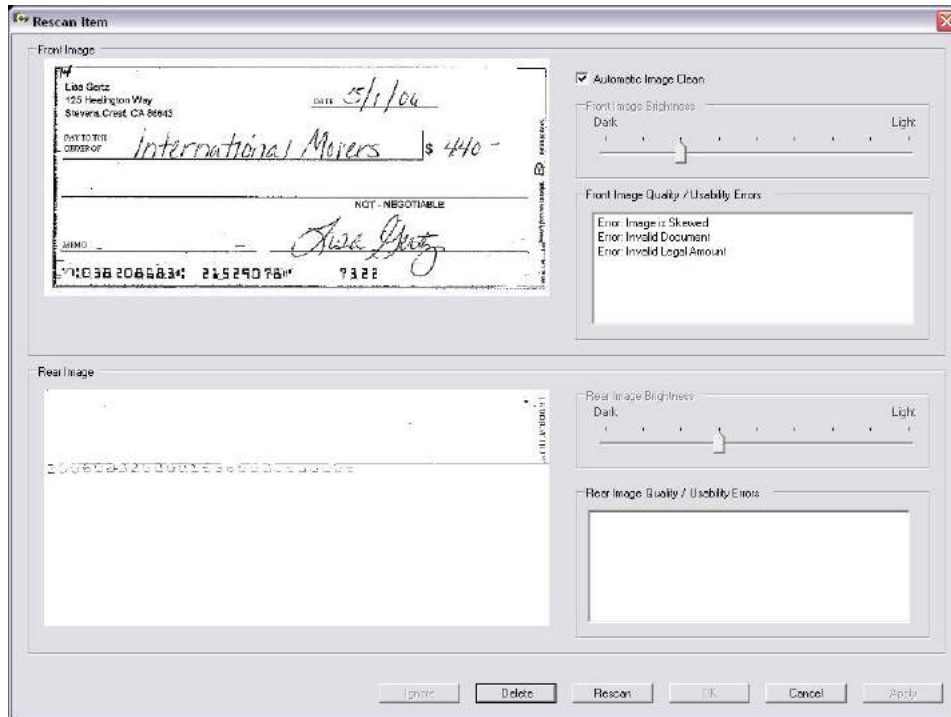 Rescan Item
Front Image
Lisa Gertz
125 Heelington Way
Stevens Crest, CA 86643
DATE 5/1/06
PAY TO THE
ORDER OF International Movers $ 440 -
NOT - NEGOTIABLE
MEMO Lisa Gertz
7322
Automatic Image Clean
Front Image Brightness
Dark Light
Front Image Quality / Usability Errors
Error: Image is Skewed
Error: Invalid Document
Error: Invalid Legal Amount
Rear Image
Rear Image Brightness
Dark Light
Rear Image Quality / Usability Errors
Ignore Delete Rescan OK Cancel Apply